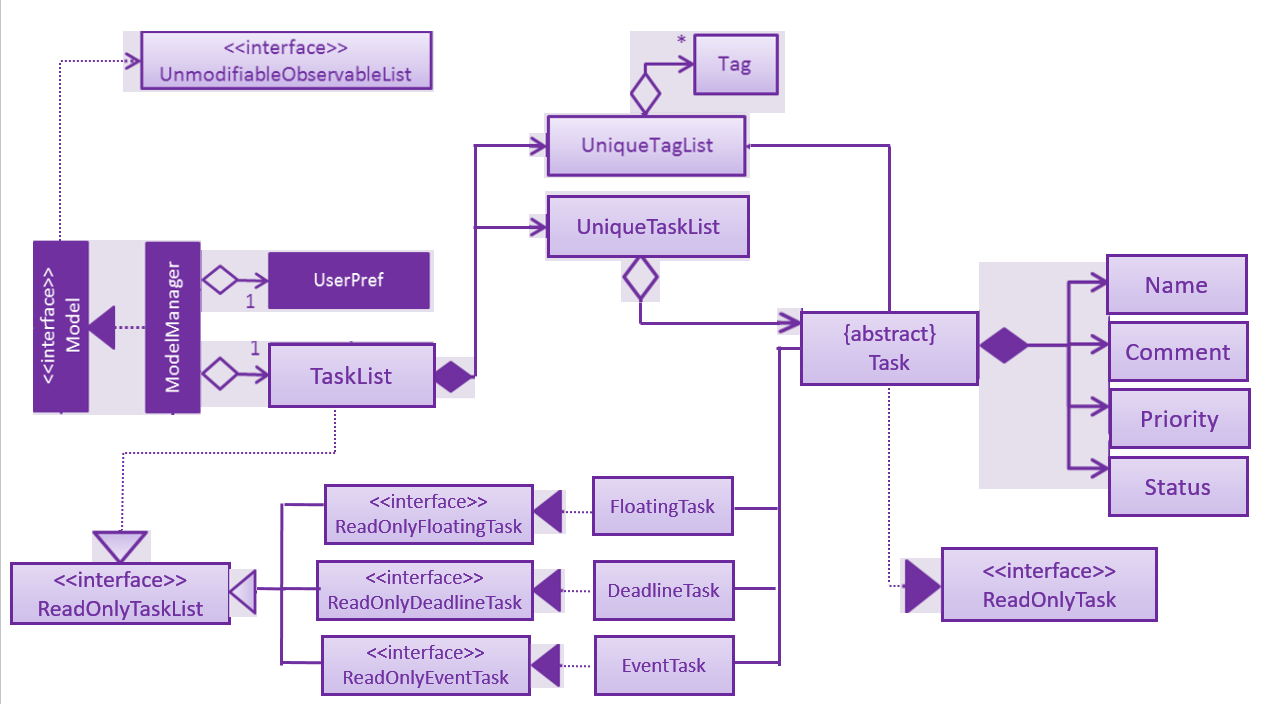 <<interface>>
UnmodifiableObservableList
*
Tag
UniqueTagList
UniqueTaskList
<<interface>>
Model
ModelManager
1
UserPref
1
TaskList
{abstract}
Task
Name
Comment
Priority
Status
<<interface>>
ReadOnlyFloatingTask
FloatingTask
<<interface>>
ReadOnlyTaskList
<<interface>>
ReadOnlyDeadlineTask
DeadlineTask
<<interface>>
ReadOnlyTask
<<interface>>
ReadOnlyEventTask
EventTask